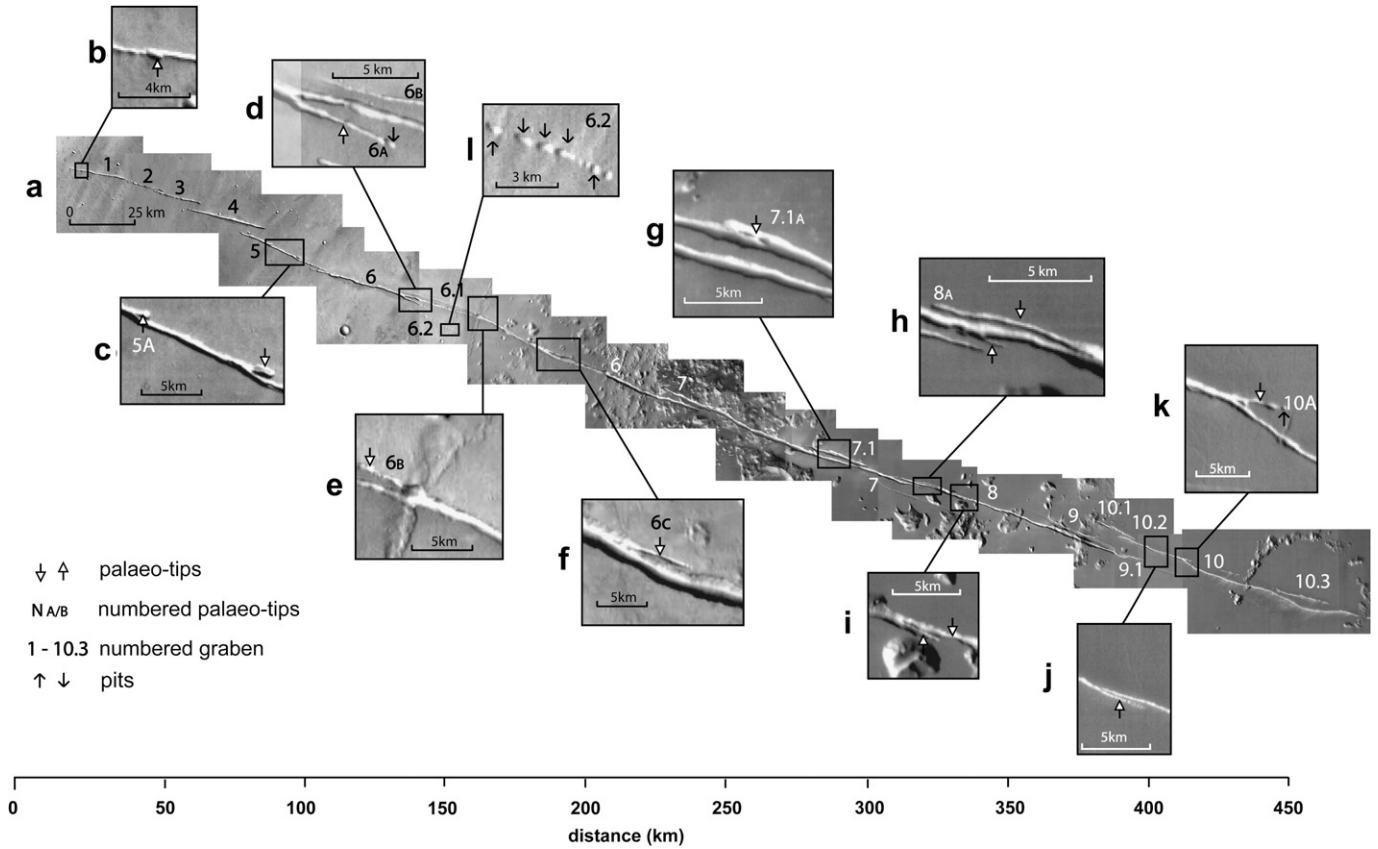 b
4km
d
5 km
6B
6A
l
6.2
3 km
a
1
2
3
4
0
25 km
5
6
6.1
6.2
c
5A
5km
g
7.1A
5km
h
8A
5 km
k
10A
5km
e
6B
5km
f
6C
5km
6
7
7.1
7
8
9
10.1
10.2
9.1
10
10.3
i
5km
j
5km
palaeo-tips
N A/B numbered palaeo-tips
1 - 10.3 numbered graben
pits
0 50 100 150 200 250 300 350 400 450
distance (km)